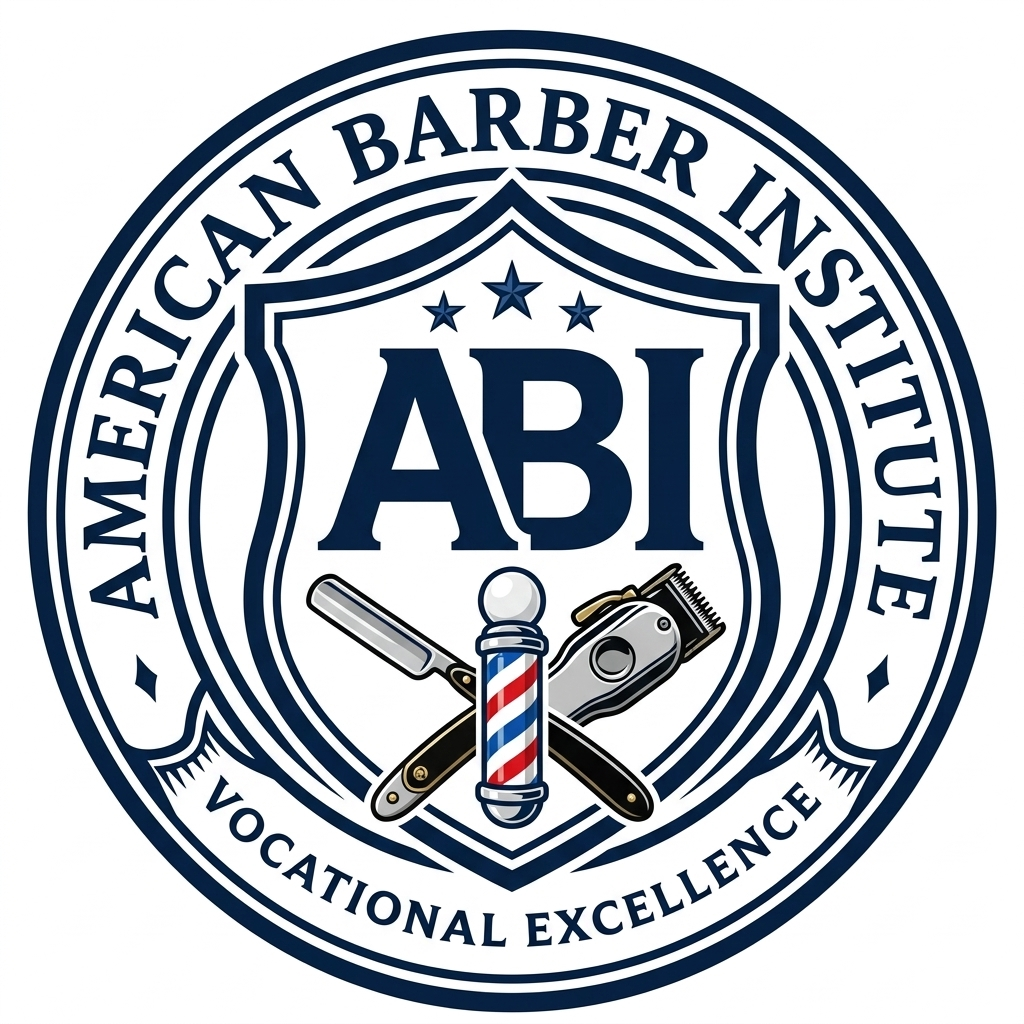 AMERICAN BARBER INSTITUTE
ABI
VOCATIONAL EXCELLENCE